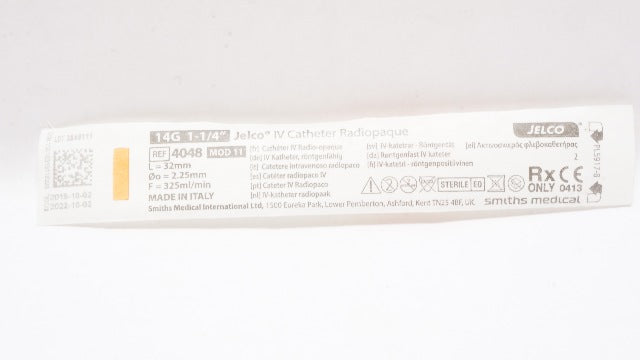 14G 1-1/4" Jelco® IV Catheter Radiopaque
JELCO®
REF 4048 MOD 11
L = 32mm
Øo = 2.25mm
F = 325ml/min
MADE IN ITALY
Smiths Medical International Ltd, 1500 Eureka Park, Lower Pemberton, Ashford, Kent TN25 4BF, UK.
[fr] Cathéter IV Radio-opaque
[de] IV Katheter, röntgenfähig
[it] Catetere intravenoso radiopaco
[es] Catéter radiopaco IV
[pt] Cateter IV Radiopaco
[nl] IV-katheter radiopaak
[sv] IV-katetrar - Röntgentät
[da] Røntgenfast IV-kateter
[fi] IV-katetri - röntgenpositiivinen
[el] Ακτινοσκιερός φλεβοκαθετήρας
STERILE EO
2
Rx ONLY
CE 0413
smiths medical
LOT
2022-10-02